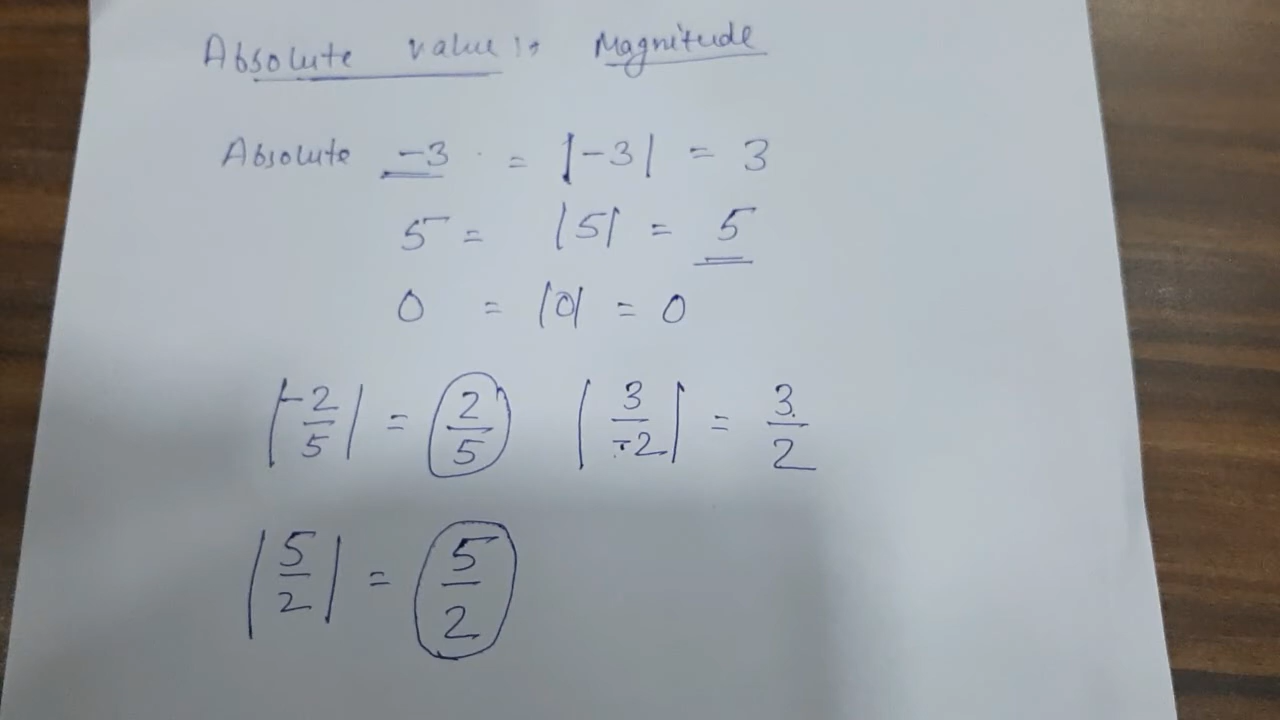 Absolute value :→ Magnitude
Absolute -3 = |-3| = 3
5 = |5| = 5
0 = |0| = 0
|-2/5| = 2/5 |3/-2| = 3/2
|5/2| = 5/2